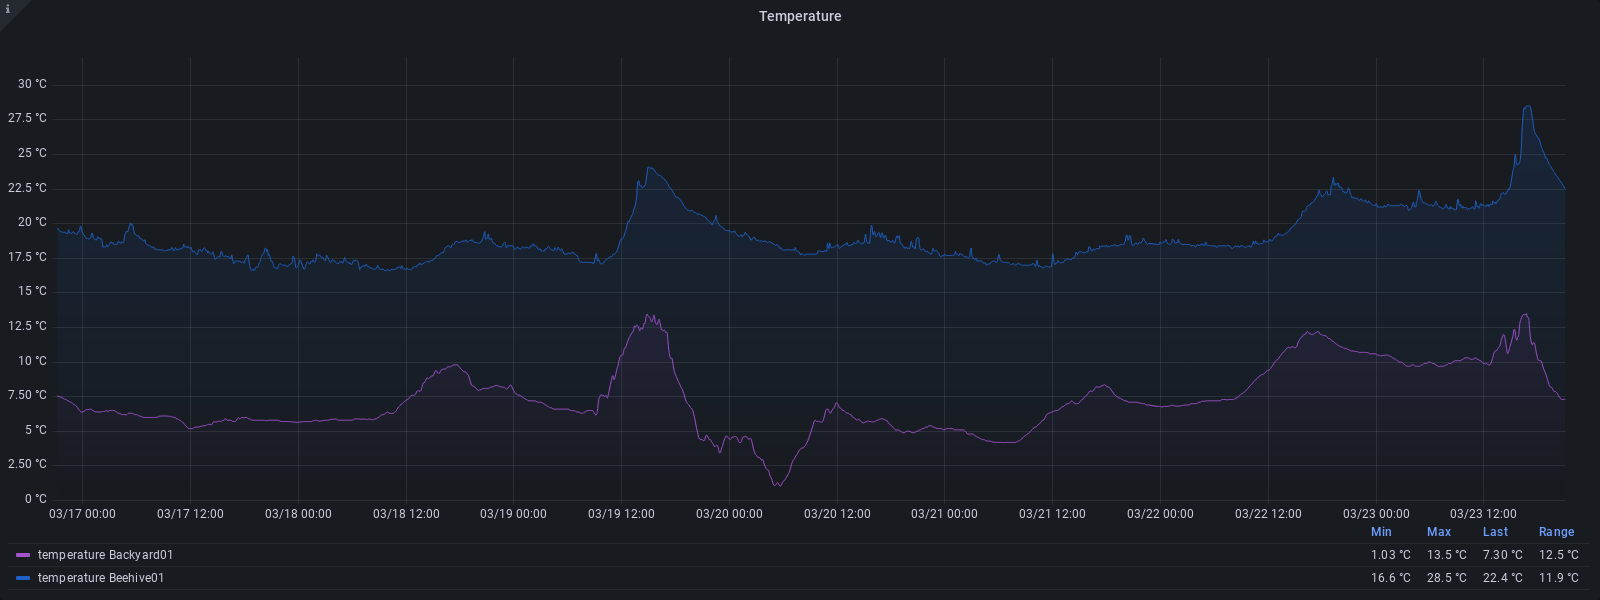 i
Temperature
30 °C
27.5 °C
25 °C
22.5 °C
20 °C
17.5 °C
15 °C
12.5 °C
10 °C
7.50 °C
5 °C
2.50 °C
0 °C
03/17 00:00 03/17 12:00 03/18 00:00 03/18 12:00 03/19 00:00 03/19 12:00 03/20 00:00 03/20 12:00 03/21 00:00 03/21 12:00 03/22 00:00 03/22 12:00 03/23 00:00 03/23 12:00
Min Max Last Range
temperature Backyard01 1.03 °C 13.5 °C 7.30 °C 12.5 °C
temperature Beehive01 16.6 °C 28.5 °C 22.4 °C 11.9 °C